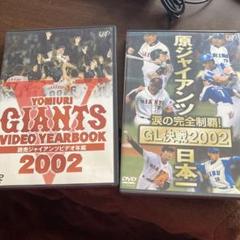 YOMIURI
GIANTS
VIDEO YEARBOOK
読売ジャイアンツビデオ年鑑
2002
VAP
原ジャイアンツ
日本一
涙の完全制覇!
GL決戦2002
DVD